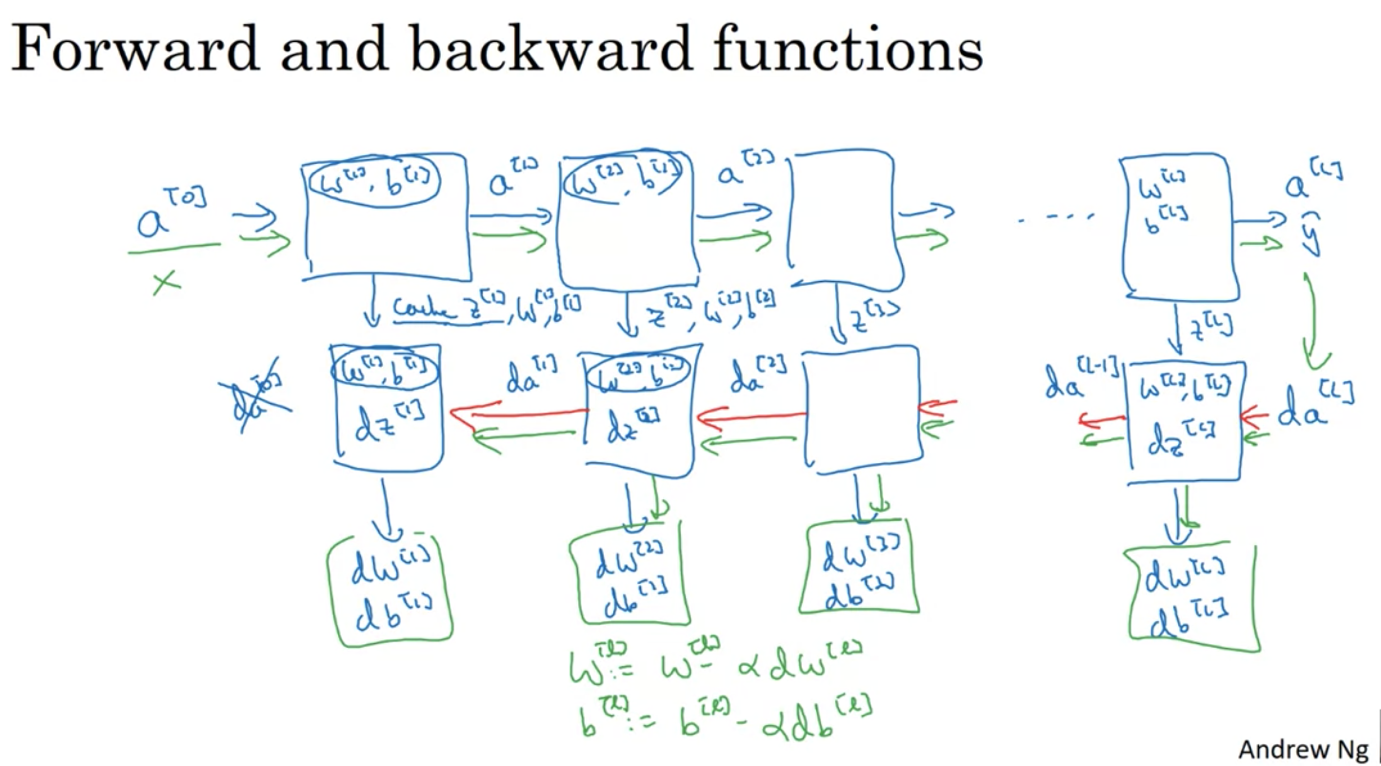 Forward and backward functions
a^[0]
x
w^[1], b^[1]
a^[1]
w^[2], b^[2]
a^[2]
w^[L]
b^[L]
a^[L]
ŷ
cache z^[1], w^[1], b^[1]
z^[2], w^[2], b^[2]
z^[3]
z^[L]
da^[0]
w^[1], b^[1]
dz^[1]
da^[1]
w^[2], b^[2]
dz^[2]
da^[2]
da^[L-1]
w^[L], b^[L]
dz^[L]
da^[L]
dw^[1]
db^[1]
dw^[2]
db^[2]
dw^[3]
db^[3]
dw^[L]
db^[L]
w^[l] := w^[l] - αdw^[l]
b^[l] := b^[l] - αdb^[l]
Andrew Ng